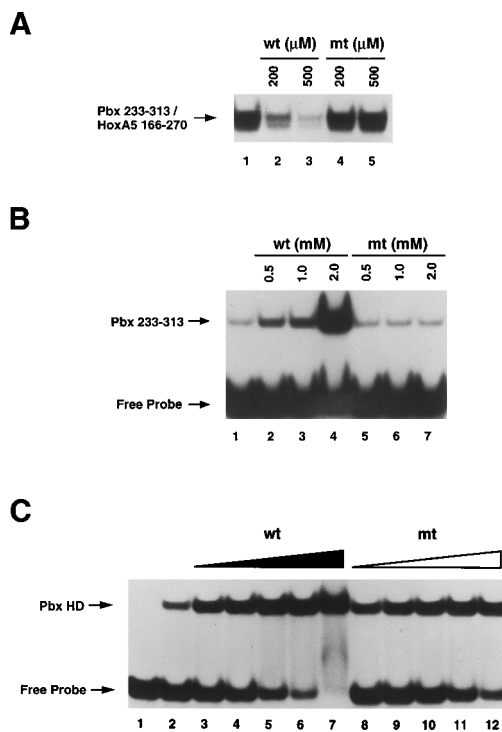 A
wt (μM) mt (μM)
200 500 200 500
Pbx 233-313 /
HoxA5 166-270
1 2 3 4 5
B
wt (mM) mt (mM)
0.5 1.0 2.0 0.5 1.0 2.0
Pbx 233-313
Free Probe
1 2 3 4 5 6 7
C
wt mt
Pbx HD
Free Probe
1 2 3 4 5 6 7 8 9 10 11 12